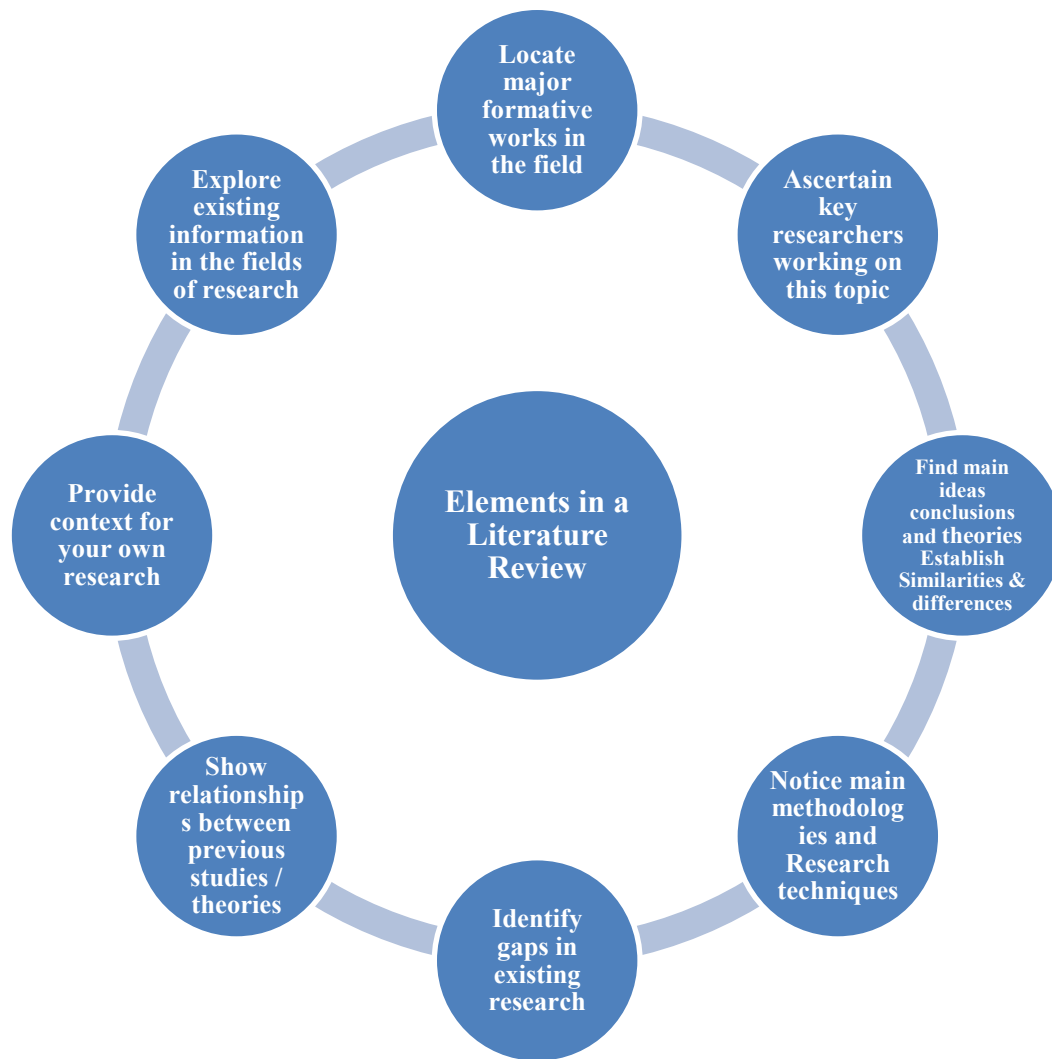 Locate
major
formative
works in
the field
Ascertain
key
researchers
working on
this topic
Find main
ideas
conclusions
and theories
Establish
Similarities &
differences
Notice main
methodolog
ies and
Research
techniques
Identify
gaps in
existing
research
Show
relationship
s between
previous
studies /
theories
Provide
context for
your own
research
Explore
existing
information
in the fields
of research
Elements in a
Literature
Review